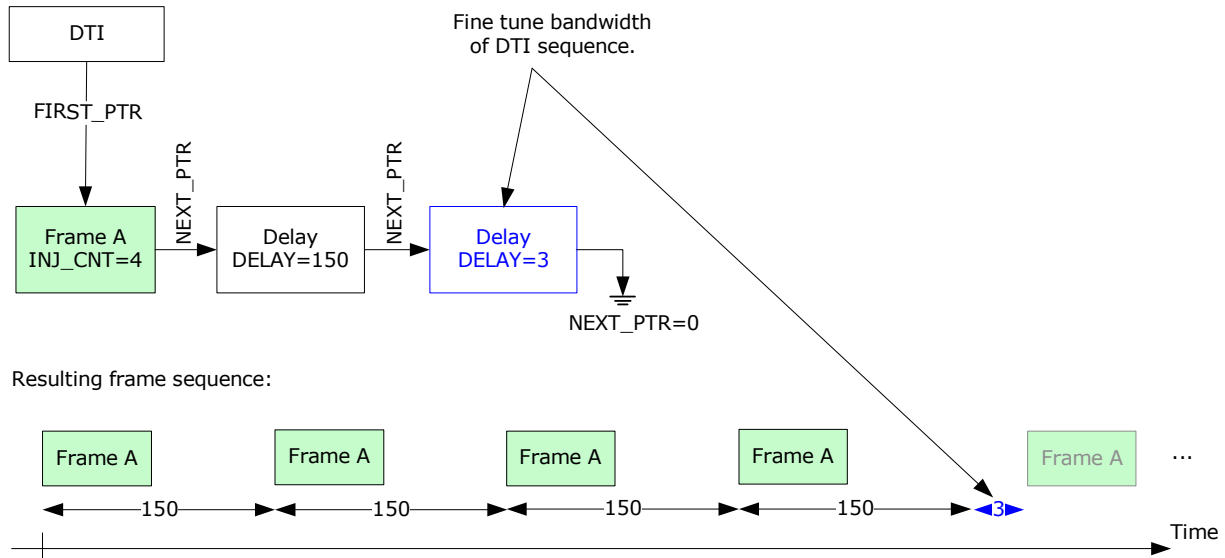 DTI
Fine tune bandwidth
of DTI sequence.
FIRST_PTR
NEXT_PTR
NEXT_PTR
Frame A
INJ_CNT=4
Delay
DELAY=150
Delay
DELAY=3
NEXT_PTR=0
Resulting frame sequence:
Frame A
Frame A
Frame A
Frame A
Frame A
...
150
150
150
150
3
Time